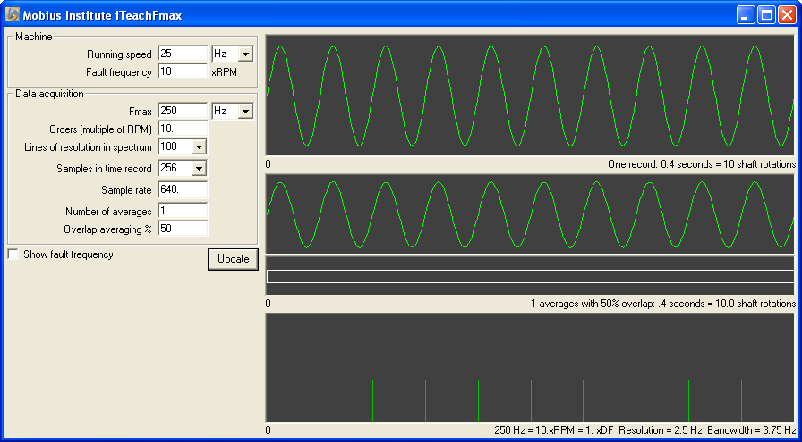 Mobius Institute iTeachFmax
Machine
Running speed 25 Hz
Fault frequency 10 xRPM
Data acquisition
Fmax 250 Hz
Orders (multiple of RPM) 10.
Lines of resolution in spectrum 100
Samples in time record 256
Sample rate 640.
Number of averages 1
Overlap averaging % 50
Show fault frequency
Update
0 One record: 0.4 seconds = 10 shaft rotations
0 1 averages with 50% overlap: .4 seconds = 10.0 shaft rotations
0 250 Hz = 10.xRPM = 1. xDF Resolution = 2.5 Hz Bandwidth = 3.75 Hz